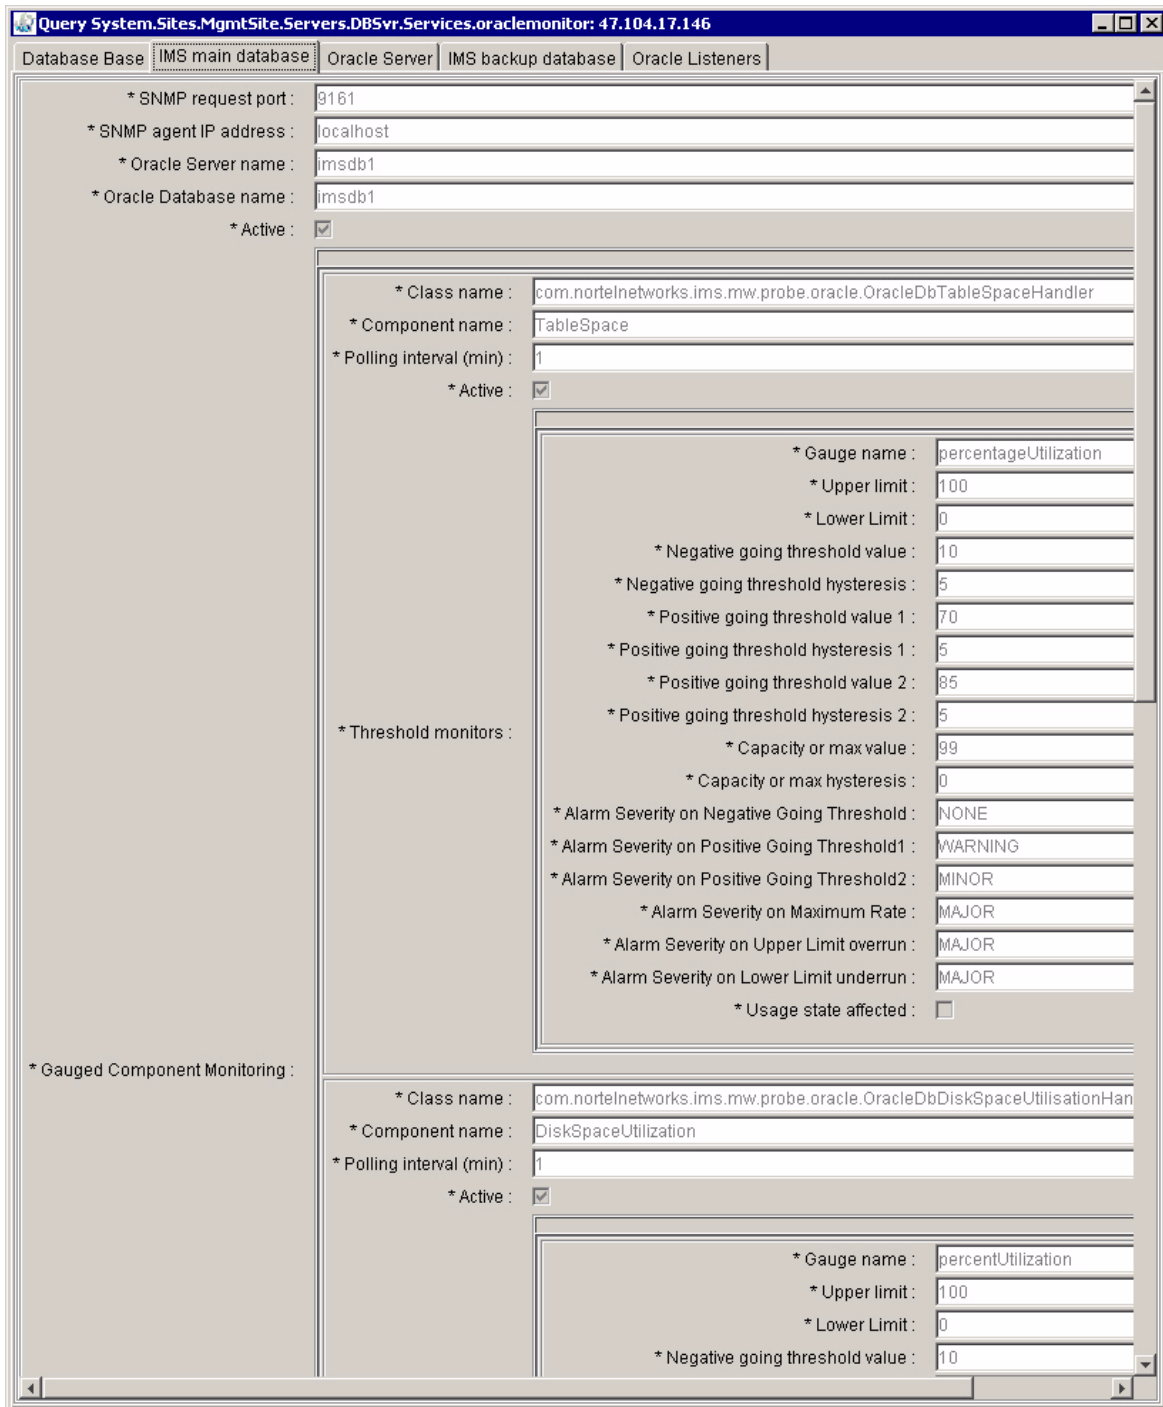 Query System.Sites.MgmtSite.Servers.DBSvr.Services.oraclemonitor: 47.104.17.146
Database Base IMS main database Oracle Server IMS backup database Oracle Listeners
* SNMP request port : 9161
* SNMP agent IP address : localhost
* Oracle Server name : imsdb1
* Oracle Database name : imsdb1
* Active :
* Class name : com.nortelnetworks.ims.mw.probe.oracle.OracleDbTableSpaceHandler
* Component name : TableSpace
* Polling interval (min) : 1
* Active :
* Gauge name : percentageUtilization
* Upper limit : 100
* Lower Limit : 0
* Negative going threshold value : 10
* Negative going threshold hysteresis : 5
* Positive going threshold value 1 : 70
* Positive going threshold hysteresis 1 : 5
* Positive going threshold value 2 : 85
* Positive going threshold hysteresis 2 : 5
* Threshold monitors :
* Capacity or max value : 99
* Capacity or max hysteresis : 0
* Alarm Severity on Negative Going Threshold : NONE
* Alarm Severity on Positive Going Threshold1 : WARNING
* Alarm Severity on Positive Going Threshold2 : MINOR
* Alarm Severity on Maximum Rate : MAJOR
* Alarm Severity on Upper Limit overrun : MAJOR
* Alarm Severity on Lower Limit underrun : MAJOR
* Usage state affected :
* Gauged Component Monitoring :
* Class name : com.nortelnetworks.ims.mw.probe.oracle.OracleDbDiskSpaceUtilisationHan
* Component name : DiskSpaceUtilization
* Polling interval (min) : 1
* Active :
* Gauge name : percentUtilization
* Upper limit : 100
* Lower Limit : 0
* Negative going threshold value : 10